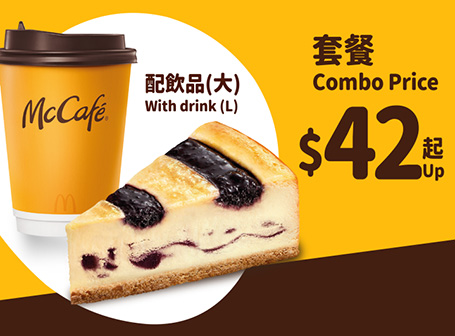 McCafé®
配飲品(大)
With drink (L)
套餐
Combo Price
$42起
Up